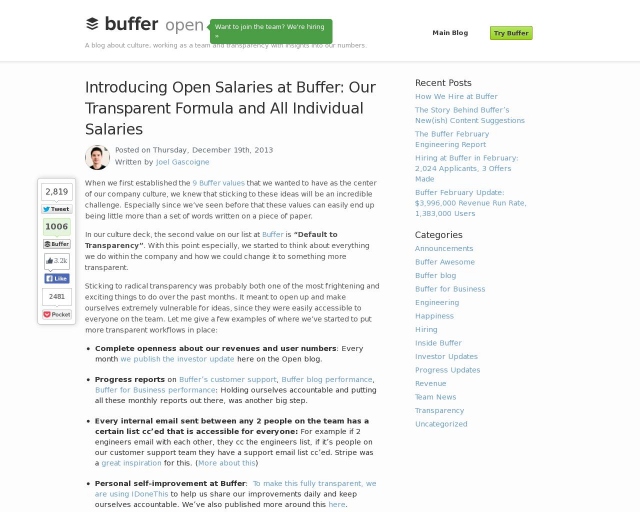 buffer open
Want to join the team? We're hiring
»
A blog about culture, working as a team and transparency with insights into our numbers.
Main Blog
Try Buffer
Introducing Open Salaries at Buffer: Our
Transparent Formula and All Individual
Salaries
Posted on Thursday, December 19th, 2013
Written by Joel Gascoigne
2,819
Tweet
1006
Buffer
3.2k
Like
2481
Pocket
When we first established the 9 Buffer values that we wanted to have as the center
of our company culture, we knew that sticking to these ideas will be an incredible
challenge. Especially since we've seen before that these values can easily end up
being little more than a set of words written on a piece of paper.
In our culture deck, the second value on our list at Buffer is "Default to
Transparency". With this point especially, we started to think about everything
we do within the company and how we could change it to something more
transparent.
Sticking to radical transparency was probably both one of the most frightening and
exciting things to do over the past months. It meant to open up and make
ourselves extremely vulnerable for ideas, since they were easily accessible to
everyone on the team. Let me give a few examples of where we've started to put
more transparent workflows in place:
• Complete openness about our revenues and user numbers: Every
month we publish the investor update here on the Open blog.
• Progress reports on Buffer's customer support, Buffer blog performance,
Buffer for Business performance: Holding ourselves accountable and putting
all these monthly reports out there, was another big step.
• Every internal email sent between any 2 people on the team has a
certain list cc'ed that is accessible for everyone: For example if 2
engineers email with each other, they cc the engineers list, if it's people on
our customer support team they have a support email list cc'ed. Stripe was
a great inspiration for this. (More about this)
• Personal self-improvement at Buffer: To make this fully transparent, we
are using IDoneThis to help us share our improvements daily and keep
ourselves accountable. We've also published more around this here.
Recent Posts
How We Hire at Buffer
The Story Behind Buffer's
New(ish) Content Suggestions
The Buffer February
Engineering Report
Hiring at Buffer in February:
2,024 Applicants, 3 Offers
Made
Buffer February Update:
$3,996,000 Revenue Run Rate,
1,383,000 Users
Categories
Announcements
Buffer Awesome
Buffer blog
Buffer for Business
Engineering
Happiness
Hiring
Inside Buffer
Investor Updates
Progress Updates
Revenue
Team News
Transparency
Uncategorized